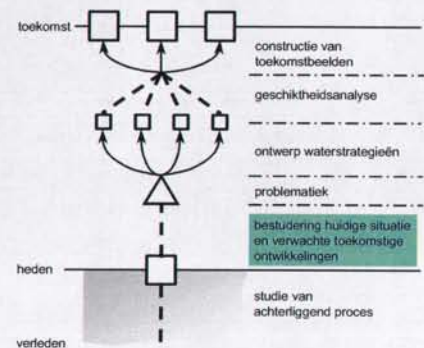 toekomst
constructie van
toekomstbeelden
geschiktheidsanalyse
ontwerp waterstrategieën
problematiek
bestudering huidige situatie
en verwachte toekomstige
ontwikkelingen
heden
studie van
achterliggend proces
verleden